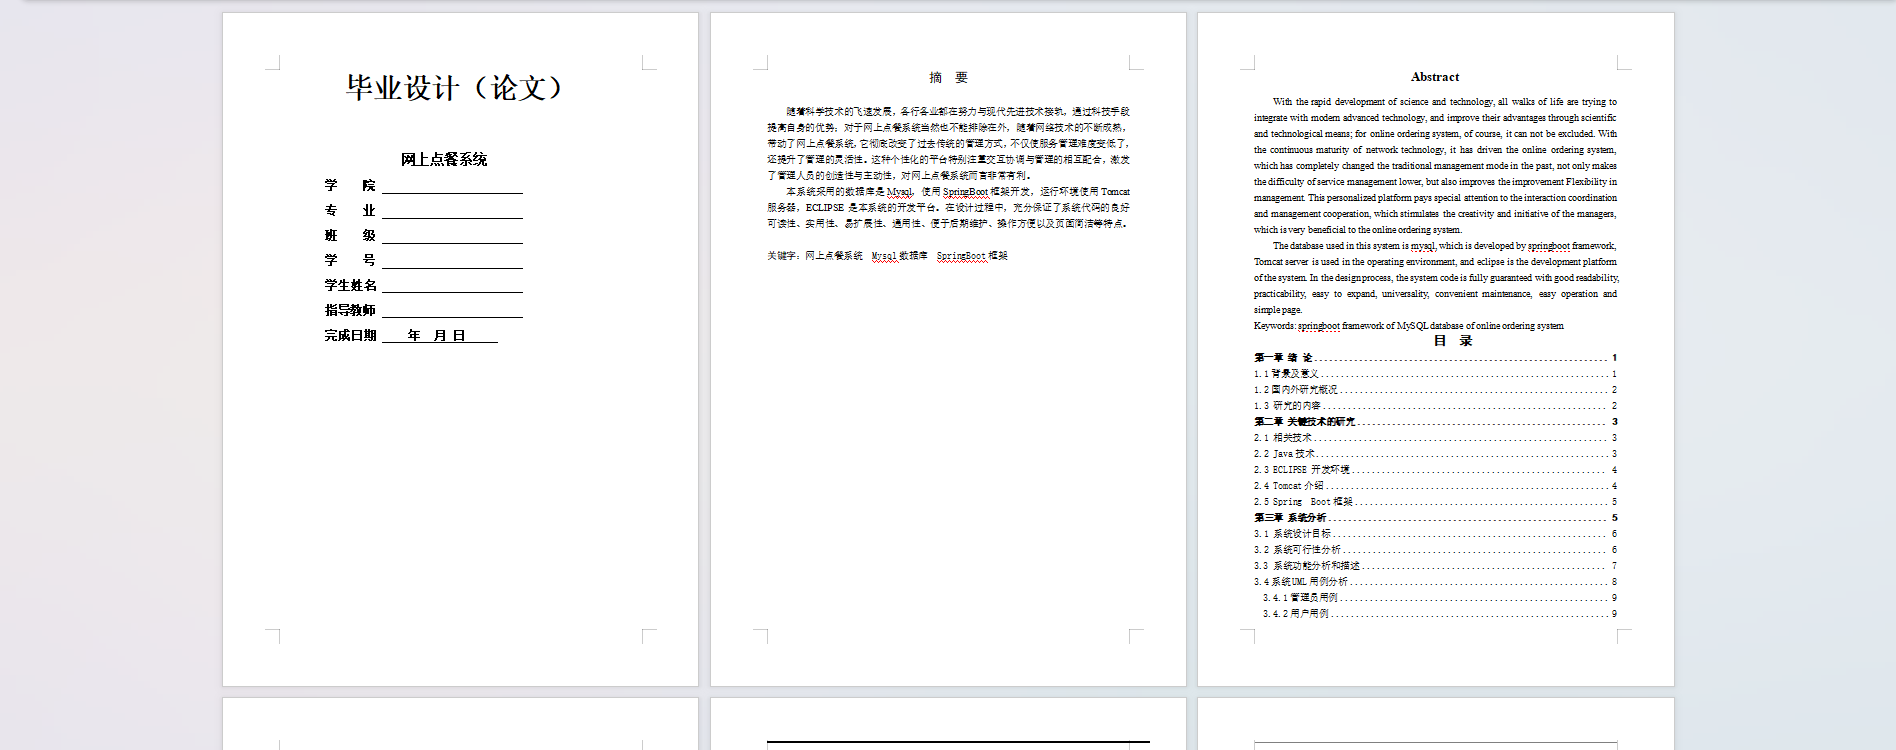 毕业设计（论文）
网上点餐系统
学 院
专 业
班 级
学 号
学生姓名
指导教师
完成日期 年 月 日
摘 要
随着科学技术的飞速发展，各行各业都在努力与现代先进技术接轨，通过科技手段
提高自身的优势；对于网上点餐系统当然也不能排除在外，随着网络技术的不断成熟，
带动了网上点餐系统，它彻底改变了过去传统的管理方式，不仅使服务管理难度变低了，
还提升了管理的灵活性。这种个性化的平台特别注重交互协调与管理的相互配合，激发
了管理人员的创造性与主动性，对网上点餐系统而言非常有利。
本系统采用的数据库是Mysql，使用SpringBoot框架开发，运行环境使用Tomcat
服务器，ECLIPSE 是本系统的开发平台。在设计过程中，充分保证了系统代码的良好
可读性、实用性、易扩展性、通用性、便于后期维护、操作方便以及页面简洁等特点。
关键字：网上点餐系统 Mysql数据库 SpringBoot框架
Abstract
With the rapid development of science and technology, all walks of life are trying to
integrate with modern advanced technology, and improve their advantages through scientific
and technological means; for online ordering system, of course, it can not be excluded. With
the continuous maturity of network technology, it has driven the online ordering system,
which has completely changed the traditional management mode in the past, not only makes
the difficulty of service management lower, but also improves the improvement Flexibility in
management. This personalized platform pays special attention to the interaction coordination
and management cooperation, which stimulates the creativity and initiative of the managers,
which is very beneficial to the online ordering system.
The database used in this system is mysql, which is developed by springboot framework,
Tomcat server is used in the operating environment, and eclipse is the development platform
of the system. In the design process, the system code is fully guaranteed with good readability,
practicability, easy to expand, universality, convenient maintenance, easy operation and
simple page.
Keywords: springboot framework of MySQL database of online ordering system
目 录
第一章 绪 论 1
1.1背景及意义 1
1.2国内外研究概况 2
1.3 研究的内容 2
第二章 关键技术的研究 3
2.1 相关技术 3
2.2 Java技术 3
2.3 ECLIPSE 开发环境 4
2.4 Tomcat介绍 4
2.5 Spring Boot框架 5
第三章 系统分析 5
3.1 系统设计目标 6
3.2 系统可行性分析 6
3.3 系统功能分析和描述 7
3.4系统UML用例分析 8
3.4.1管理员用例 9
3.4.2用户用例 9